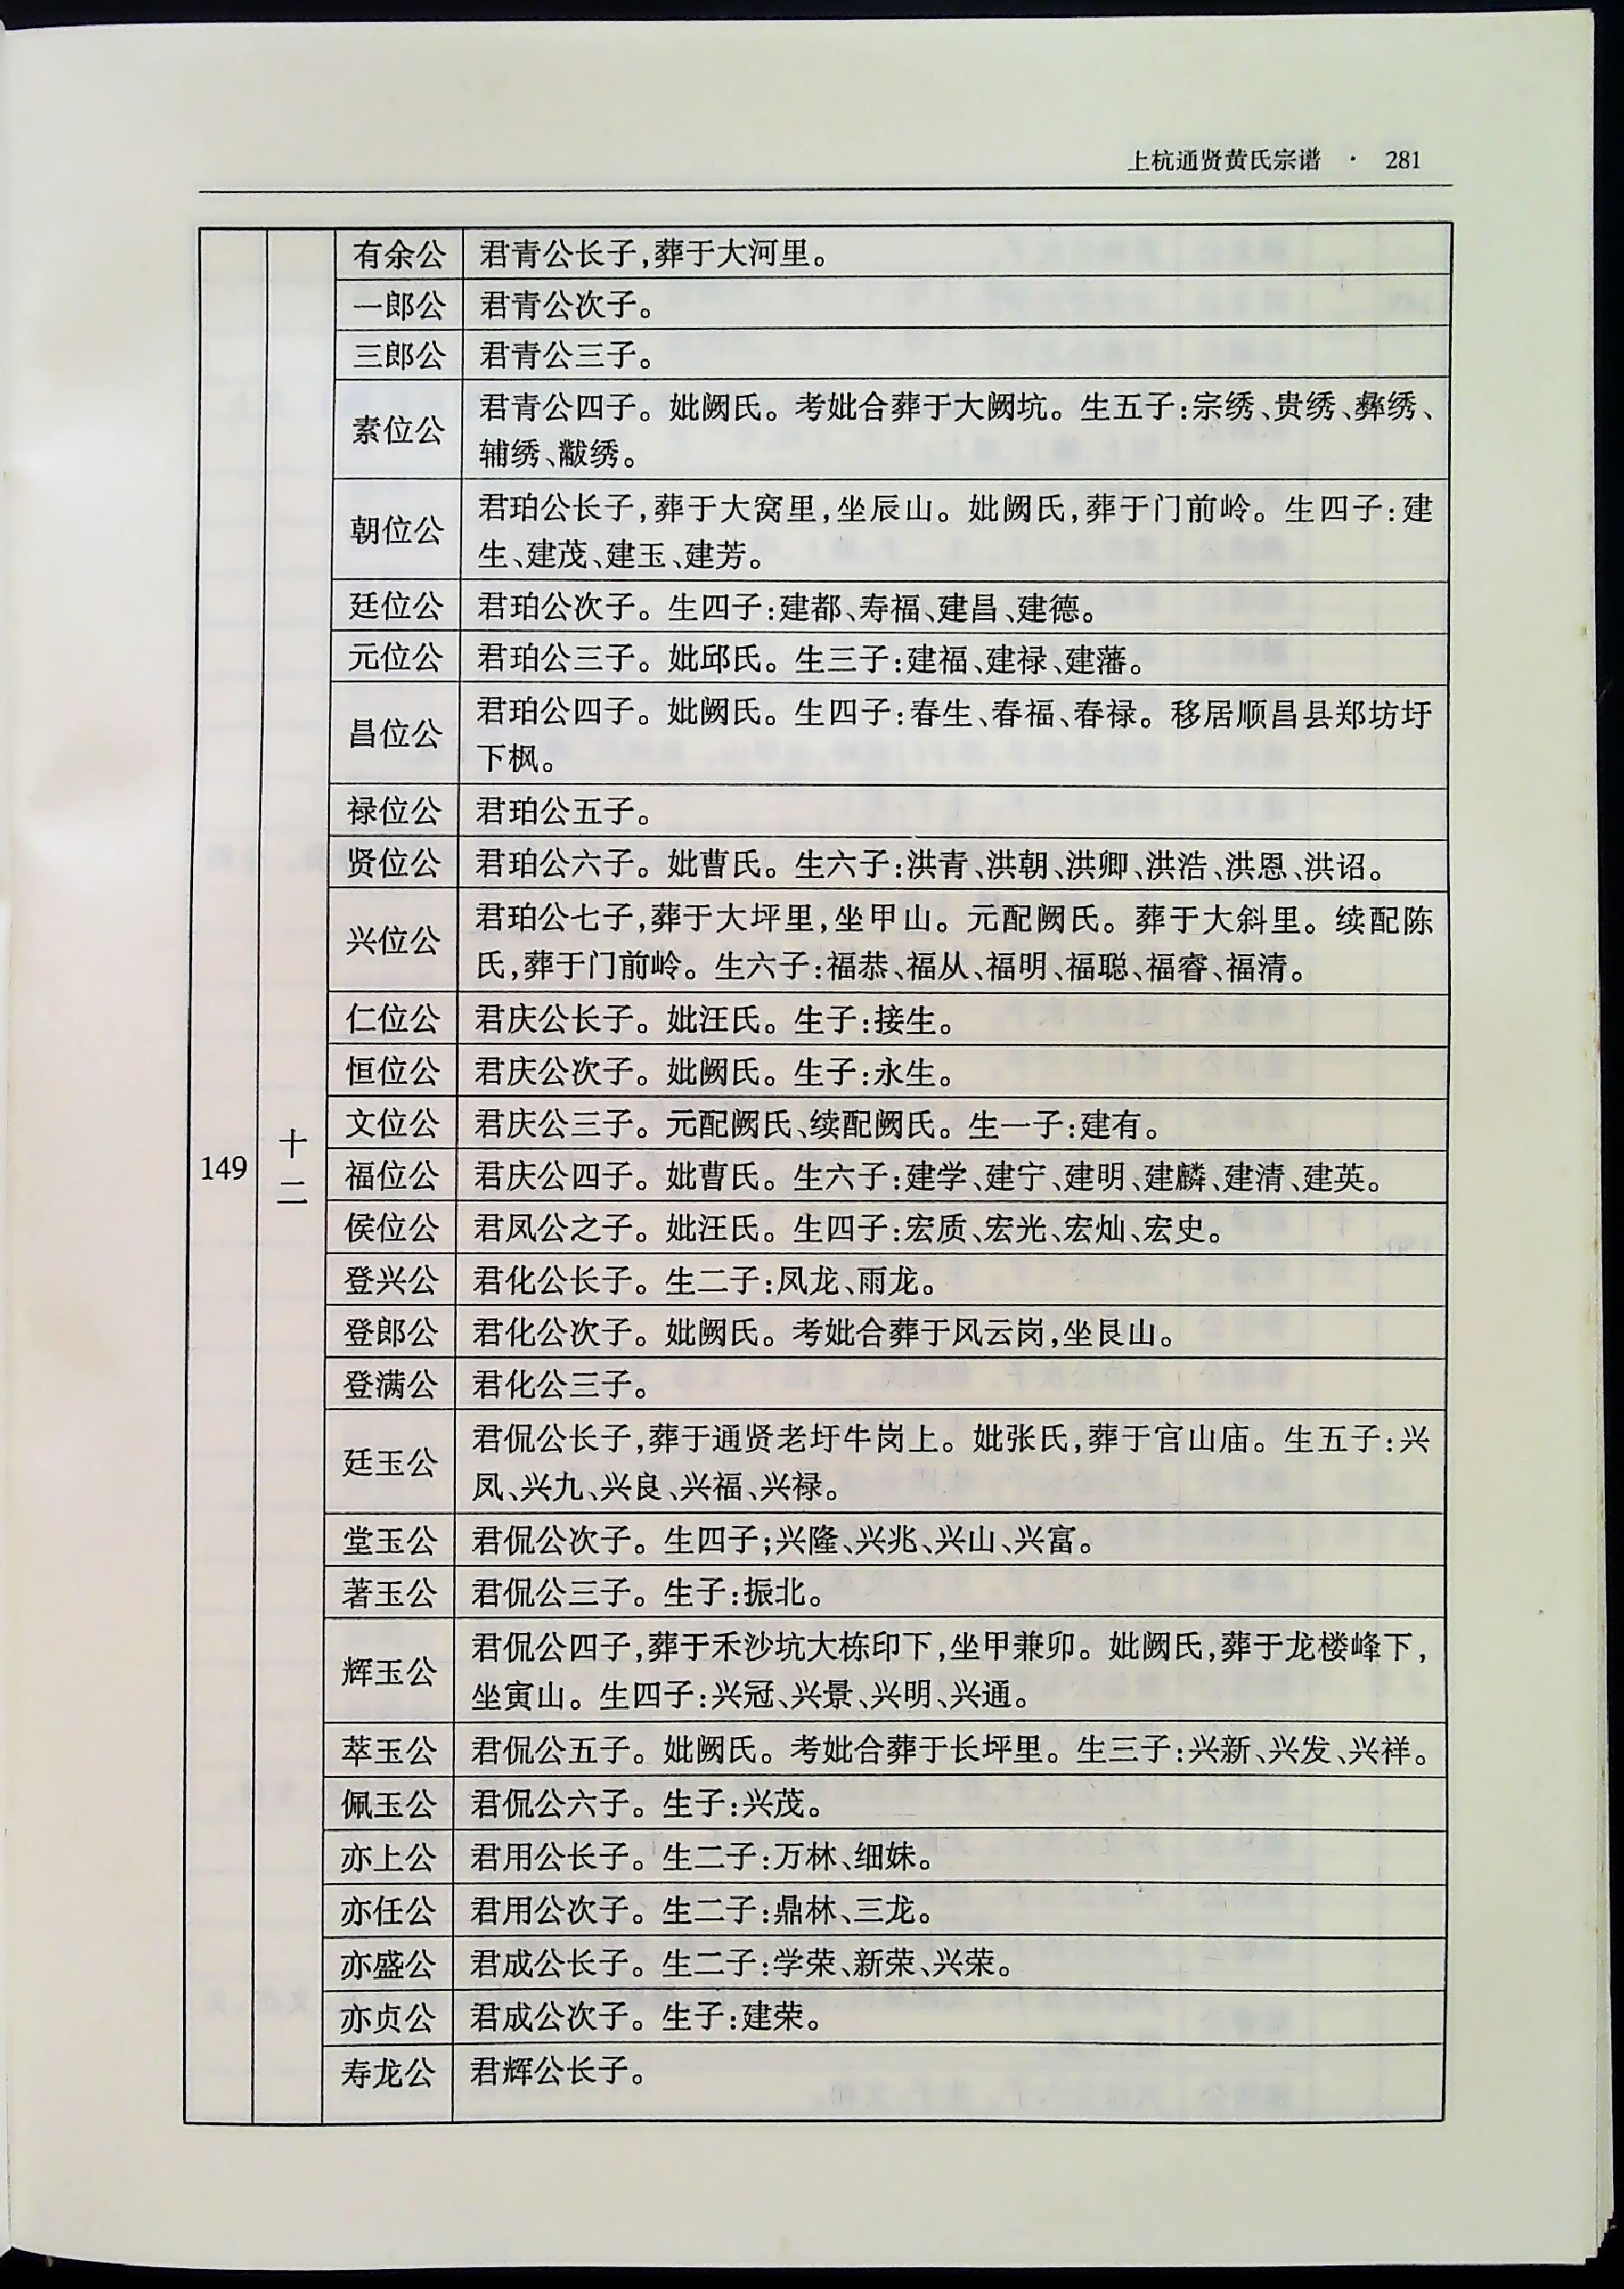 上杭通贤黄氏宗谱 · 281
有余公 君青公长子,葬于大河里。
一郎公 君青公次子。
三郎公 君青公三子。
素位公 君青公四子。妣阙氏。考妣合葬于大阙坑。生五子:宗绣、贵绣、彝绣、
辅绣、黻绣。
朝位公 君珀公长子,葬于大窝里,坐辰山。妣阙氏,葬于门前岭。生四子:建
生、建茂、建玉、建芳。
廷位公 君珀公次子。生四子:建都、寿福、建昌、建德。
元位公 君珀公三子。妣邱氏。生三子:建福、建禄、建藩。
昌位公 君珀公四子。妣阙氏。生四子:春生、春福、春禄。移居顺昌县郑坊圩
下枫。
禄位公 君珀公五子。
贤位公 君珀公六子。妣曹氏。生六子:洪青、洪朝、洪卿、洪浩、洪恩、洪诏。
兴位公 君珀公七子,葬于大坪里,坐甲山。元配阙氏。葬于大斜里。续配陈
氏,葬于门前岭。生六子:福恭、福从、福明、福聪、福睿、福清。
仁位公 君庆公长子。妣汪氏。生子:接生。
恒位公 君庆公次子。妣阙氏。生子:永生。
文位公 君庆公三子。元配阙氏、续配阙氏。生一子:建有。
149 十二 福位公 君庆公四子。妣曹氏。生六子:建学、建宁、建明、建麟、建清、建英。
侯位公 君凤公之子。妣汪氏。生四子:宏质、宏光、宏灿、宏史。
登兴公 君化公长子。生二子:凤龙、雨龙。
登郎公 君化公次子。妣阙氏。考妣合葬于风云岗,坐艮山。
登满公 君化公三子。
廷玉公 君侃公长子,葬于通贤老圩牛岗上。妣张氏,葬于官山庙。生五子:兴
凤、兴九、兴良、兴福、兴禄。
堂玉公 君侃公次子。生四子;兴隆、兴兆、兴山、兴富。
著玉公 君侃公三子。生子:振北。
辉玉公 君侃公四子,葬于禾沙坑大栋印下,坐甲兼卯。妣阙氏,葬于龙楼峰下,
坐寅山。生四子:兴冠、兴景、兴明、兴通。
萃玉公 君侃公五子。妣阙氏。考妣合葬于长坪里。生三子:兴新、兴发、兴祥。
佩玉公 君侃公六子。生子:兴茂。
亦上公 君用公长子。生二子:万林、细妹。
亦任公 君用公次子。生二子:鼎林、三龙。
亦盛公 君成公长子。生二子:学荣、新荣、兴荣。
亦贞公 君成公次子。生子:建荣。
寿龙公 君辉公长子。